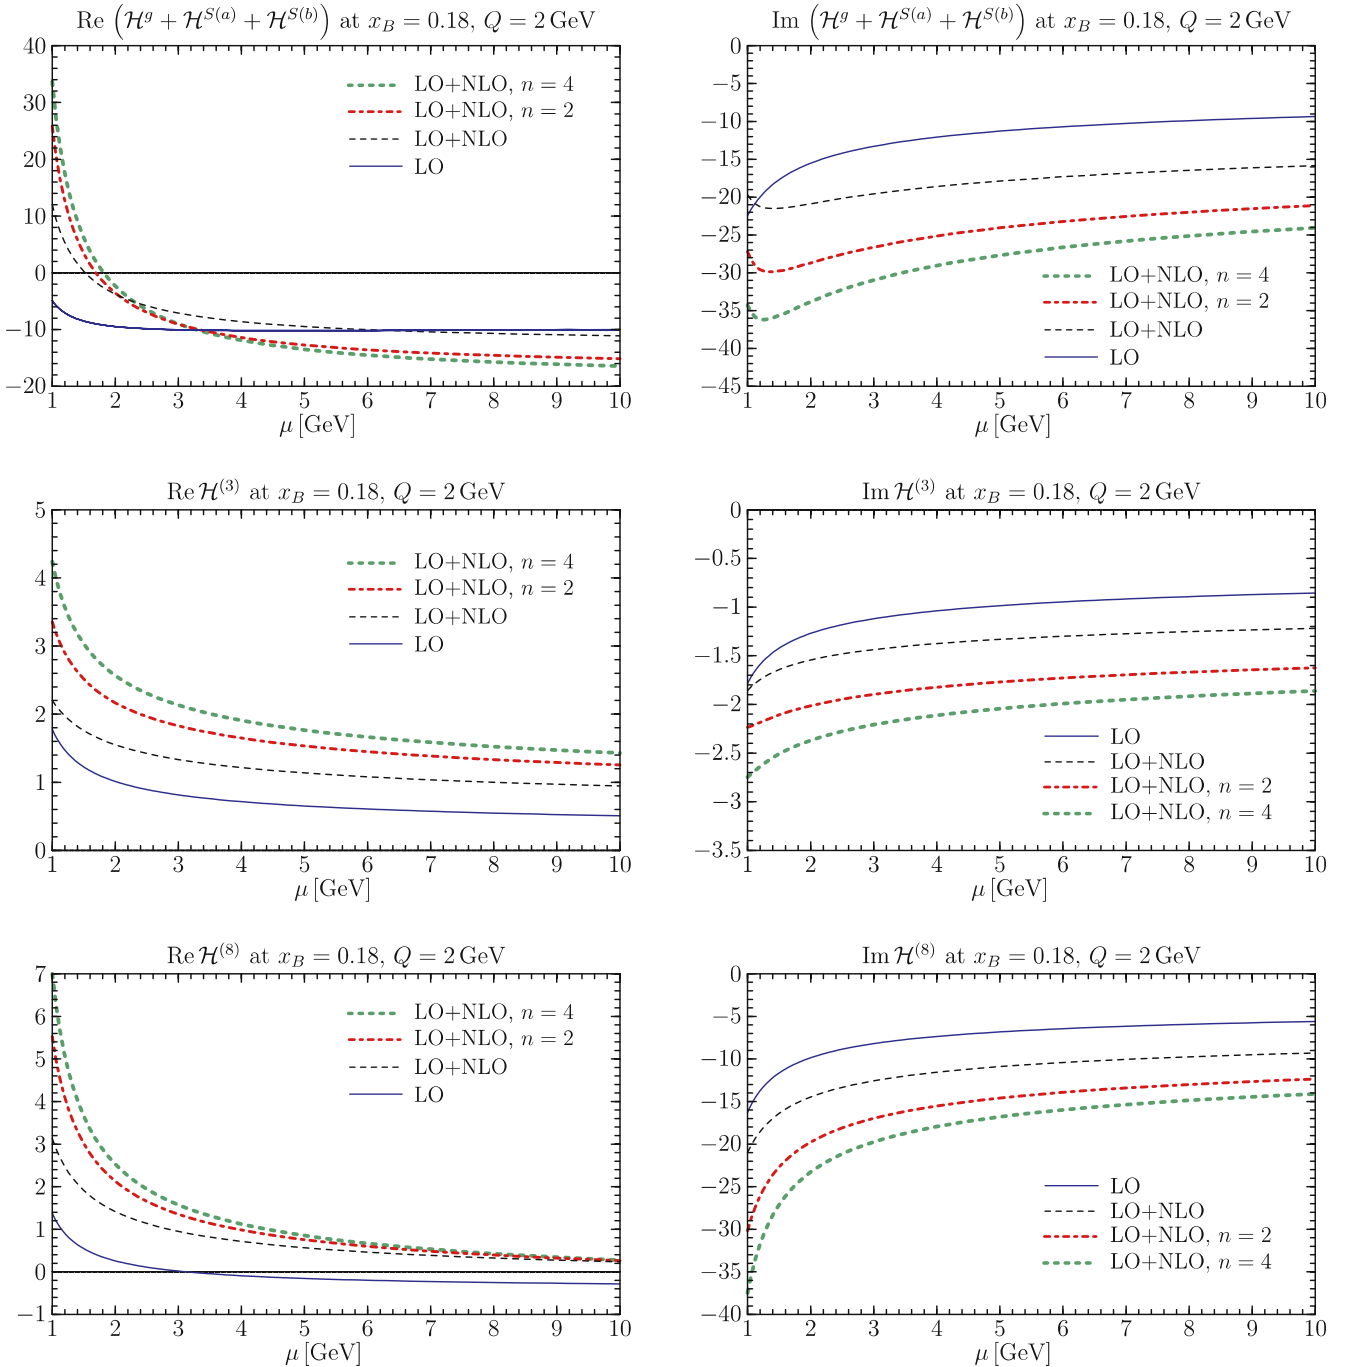 Re (ℋ^g + ℋ^{S(a)} + ℋ^{S(b)}) at x_B = 0.18, Q = 2 GeV
40
30
20
10
0
−10
−20
LO+NLO, n = 4
LO+NLO, n = 2
LO+NLO
LO
1 2 3 4 5 6 7 8 9 10
μ [GeV]
Im (ℋ^g + ℋ^{S(a)} + ℋ^{S(b)}) at x_B = 0.18, Q = 2 GeV
0
−5
−10
−15
−20
−25
−30
−35
−40
−45
LO+NLO, n = 4
LO+NLO, n = 2
LO+NLO
LO
1 2 3 4 5 6 7 8 9 10
μ [GeV]
Re ℋ^{(3)} at x_B = 0.18, Q = 2 GeV
5
4
3
2
1
0
LO+NLO, n = 4
LO+NLO, n = 2
LO+NLO
LO
1 2 3 4 5 6 7 8 9 10
μ [GeV]
Im ℋ^{(3)} at x_B = 0.18, Q = 2 GeV
0
−0.5
−1
−1.5
−2
−2.5
−3
−3.5
LO
LO+NLO
LO+NLO, n = 2
LO+NLO, n = 4
1 2 3 4 5 6 7 8 9 10
μ [GeV]
Re ℋ^{(8)} at x_B = 0.18, Q = 2 GeV
7
6
5
4
3
2
1
0
−1
LO+NLO, n = 4
LO+NLO, n = 2
LO+NLO
LO
1 2 3 4 5 6 7 8 9 10
μ [GeV]
Im ℋ^{(8)} at x_B = 0.18, Q = 2 GeV
0
−5
−10
−15
−20
−25
−30
−35
−40
LO
LO+NLO
LO+NLO, n = 2
LO+NLO, n = 4
1 2 3 4 5 6 7 8 9 10
μ [GeV]